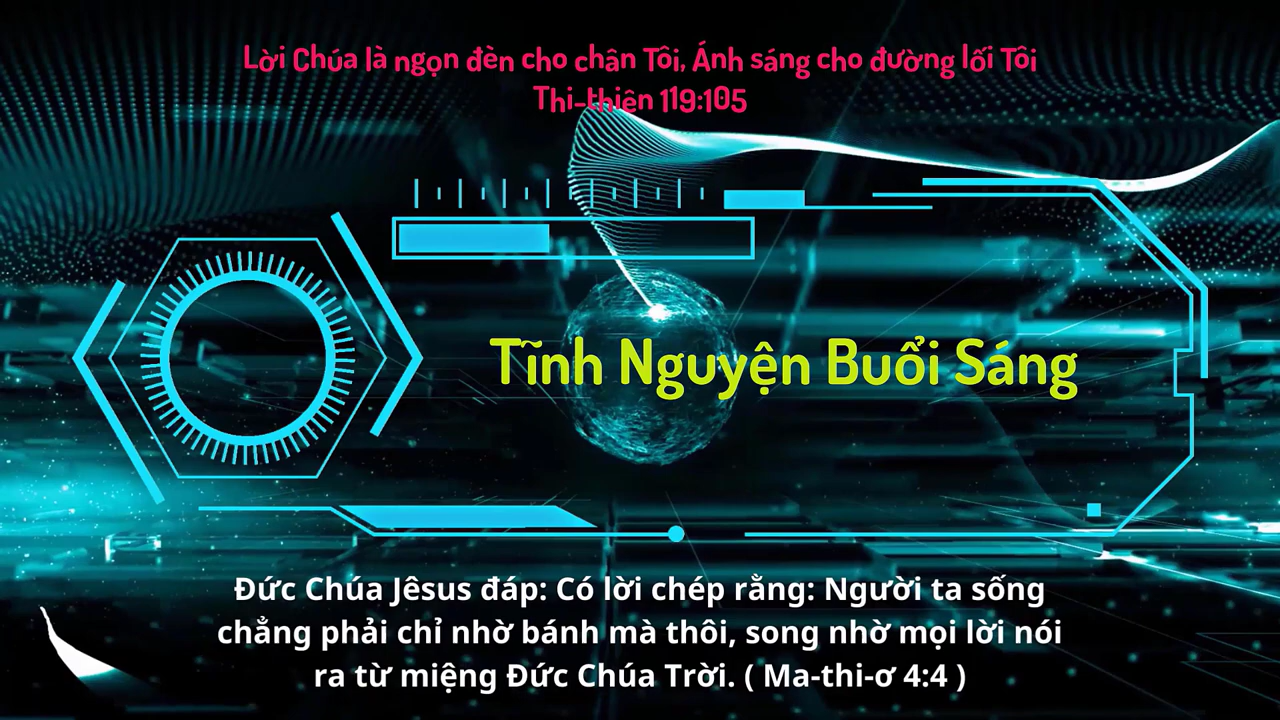 Lời Chúa là ngọn đèn cho chân Tôi, Ánh sáng cho đường lối Tôi
Thi-thiên 119:105
Tĩnh Nguyện Buổi Sáng
Đức Chúa Jêsus đáp: Có lời chép rằng: Người ta sống
chẳng phải chỉ nhờ bánh mà thôi, song nhờ mọi lời nói
ra từ miệng Đức Chúa Trời. ( Ma-thi-ơ 4:4 )